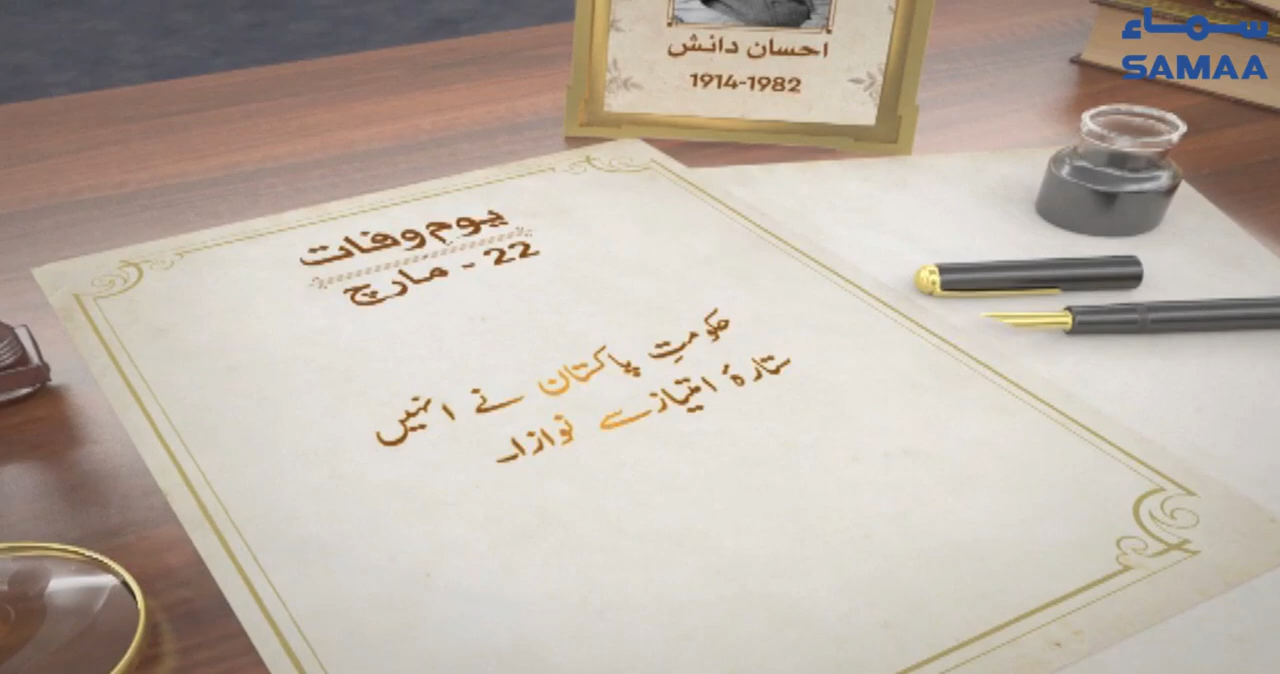 سماء
SAMAA
احسان دانش
1914-1982
یومِ وفات
22 - مارچ
حکومتِ پاکستان نے انہیں
ستارۂ امتیاز سے نوازا۔